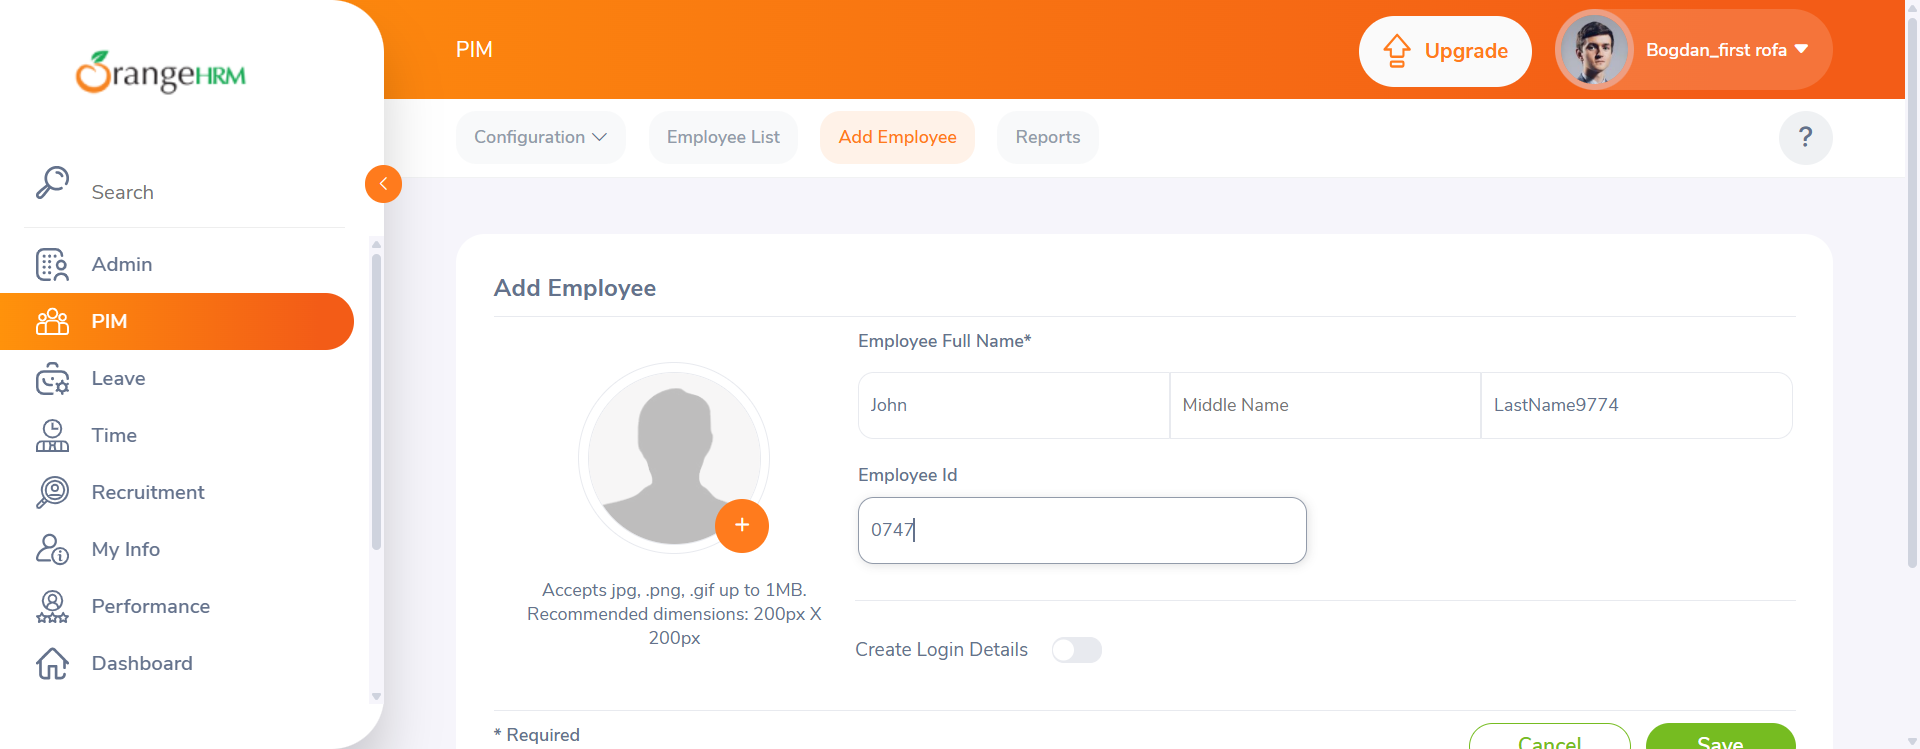 OrangeHRM
PIM
Upgrade
Bogdan_first rofa
Configuration
Employee List
Add Employee
Reports
?
Search
Admin
PIM
Leave
Time
Recruitment
My Info
Performance
Dashboard
Add Employee
Employee Full Name*
John
Middle Name
LastName9774
Employee Id
0747
Accepts jpg, .png, .gif up to 1MB.
Recommended dimensions: 200px X
200px
Create Login Details
* Required
Cancel
Save